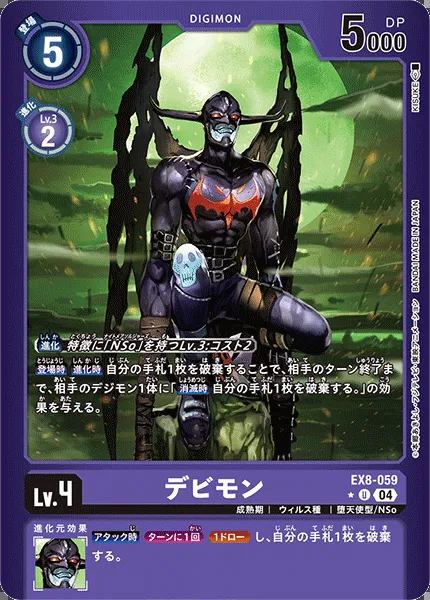 DIGIMON
登場
5
DP
5000
進化
Lv.3
2
KISUKE
©本郷あきよし・フジテレビ・東映アニメーション BANDAI MADE IN JAPAN
進化 特徴に「NSo」を持つLv.3:コスト2
登場時 進化時 自分の手札1枚を破棄することで、相手のターン終了ま
で、相手のデジモン1体に「消滅時 自分の手札1枚を破棄する。」の効
果を与える。
Lv.4
デビモン
EX8-059
U 04
成熟期 | ウィルス種 | 堕天使型/NSo
進化元効果
アタック時 ターンに1回 1ドローし、自分の手札1枚を破棄
する。